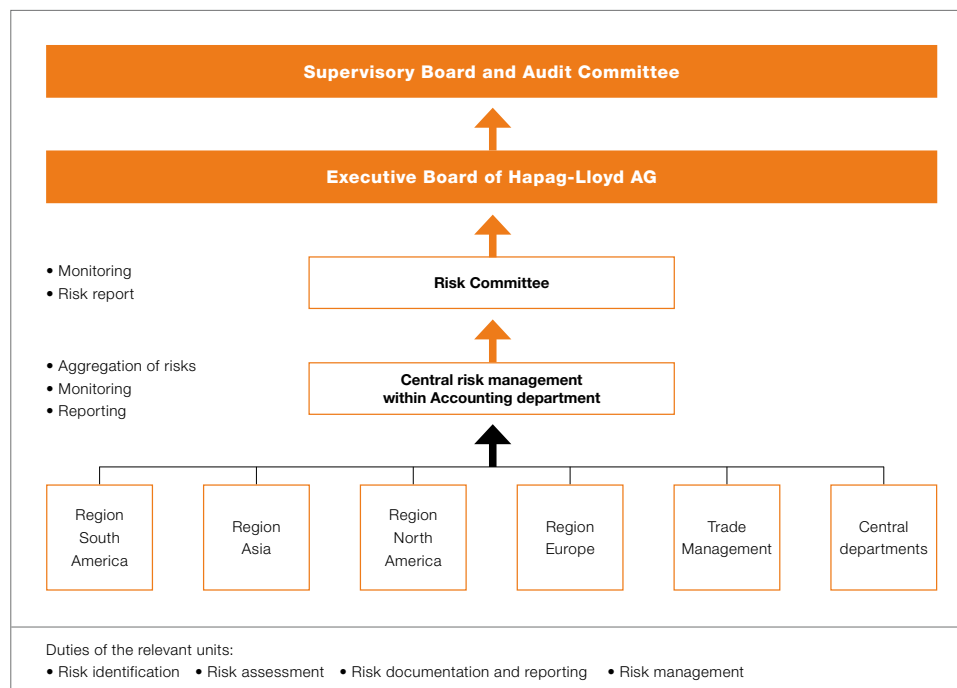 Supervisory Board and Audit Committee
Executive Board of Hapag-Lloyd AG
• Monitoring
• Risk report
Risk Committee
• Aggregation of risks
• Monitoring
• Reporting
Central risk management
within Accounting department
Region
South
America
Region
Asia
Region
North
America
Region
Europe
Trade
Management
Central
departments
Duties of the relevant units:
• Risk identification • Risk assessment • Risk documentation and reporting • Risk management